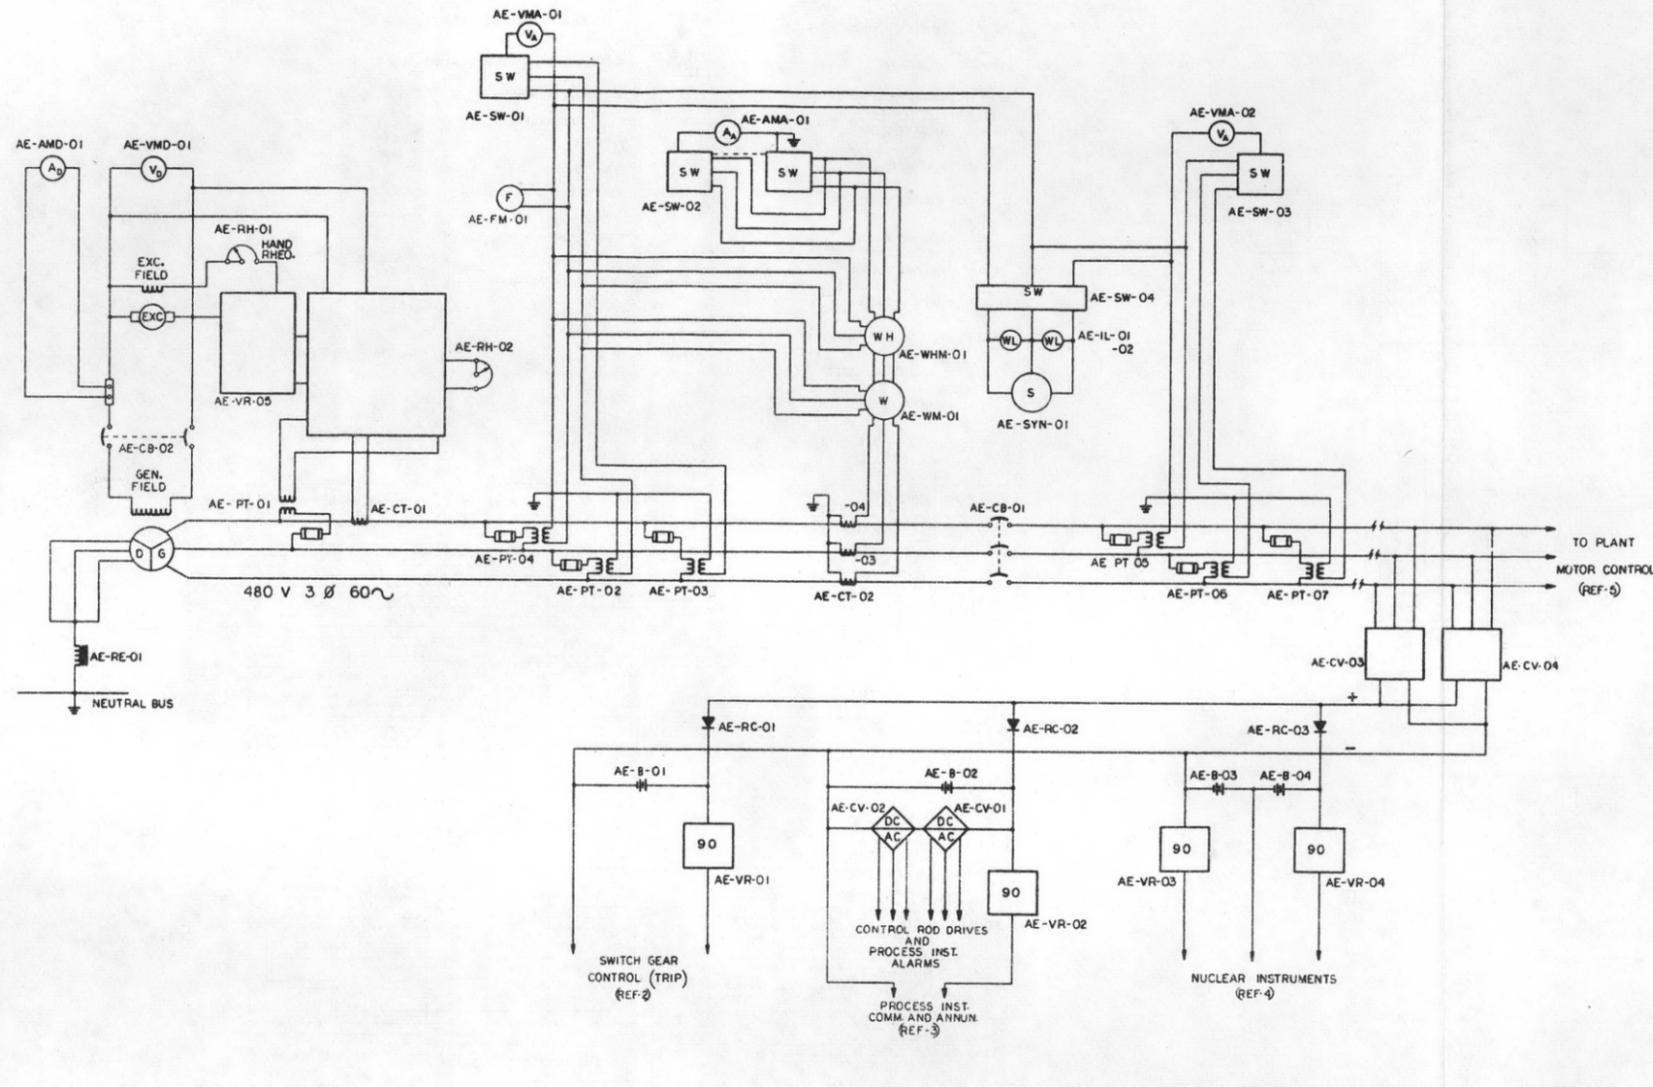 AE-VMA-01
VA
SW
AE-SW-01
AE-AMA-01
AA
AE-VMA-02
VA
AE-AMD-01
AE-VMD-01
AD
VD
SW
SW
SW
AE-SW-02
AE-SW-03
F
AE-FM-01
AE-RH-01
HAND
RHEO.
EXC.
FIELD
EXC
SW
AE-SW-04
WH
AE-WHM-01
WL
WL
AE-IL-01
-02
AE-RH-02
AE-VR-05
W
AE-WM-01
S
AE-SYN-01
AE-CB-02
GEN.
FIELD
AE-PT-01
AE-CT-01
-04
AE-CB-01
D G
AE-PT-04
-03
AE PT 05
TO PLANT
MOTOR CONTROL
(REF-5)
480 V 3 Ø 60~
AE-PT-02
AE-PT-03
AE-CT-02
AE-PT-06
AE-PT-07
AE-RE-01
NEUTRAL BUS
AE-CV-03
AE-CV-04
+
AE-RC-01
AE-RC-02
AE-RC-03
-
AE-B-01
AE-B-02
AE-B-03
AE-B-04
AE-CV-02
AE-CV-01
DC
AC
DC
AC
90
90
90
90
AE-VR-01
AE-VR-02
AE-VR-03
AE-VR-04
CONTROL ROD DRIVES
AND
PROCESS INST.
ALARMS
SWITCH GEAR
CONTROL (TRIP)
(REF-2)
NUCLEAR INSTRUMENTS
(REF-4)
PROCESS INST.
COMM. AND ANNUN.
(REF-3)